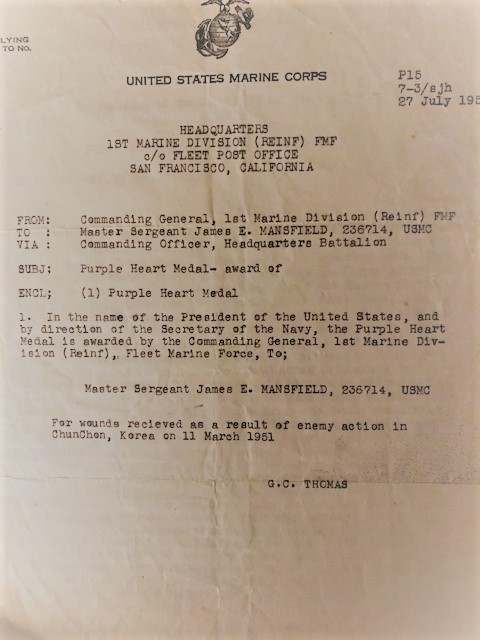 LYING
TO NO.
UNITED STATES MARINE CORPS
P15
7-3/sjh
27 July 195
HEADQUARTERS
1ST MARINE DIVISION (REINF) FMF
c/o FLEET POST OFFICE
SAN FRANCISCO, CALIFORNIA
FROM: Commanding General, 1st Marine Division (Reinf) FMF
TO : Master Sergeant James E. MANSFIELD, 236714, USMC
VIA : Commanding Officer, Headquarters Battalion
SUBJ; Purple Heart Medal- award of
ENCL; (1) Purple Heart Medal
1. In the name of the President of the United States, and
by direction of the Secretary of the Navy, the Purple Heart
Medal is awarded by the Commanding General, 1st Marine Div-
ision (Reinf), Fleet Marine Force, To;
Master Sergeant James E. MANSFIELD, 236714, USMC
For wounds recieved as a result of enemy action in
ChunChon, Korea on 11 March 1951
G.C. THOMAS